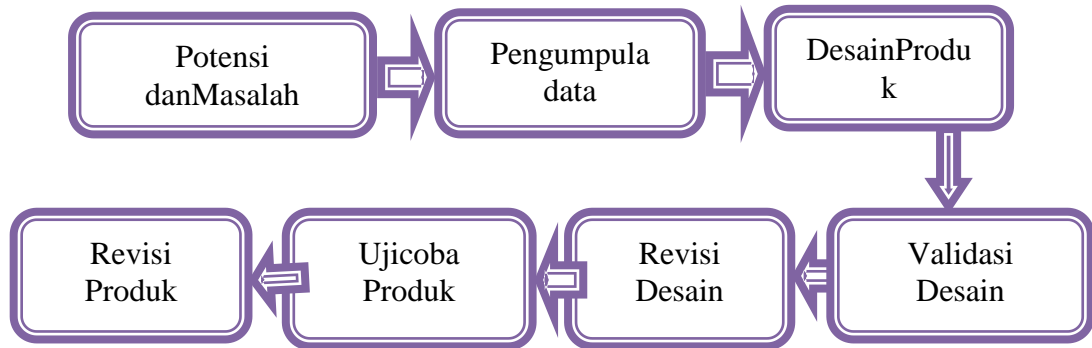 Potensi
danMasalah
Pengumpula
data
DesainProdu
k
Validasi
Desain
Revisi
Desain
Ujicoba
Produk
Revisi
Produk